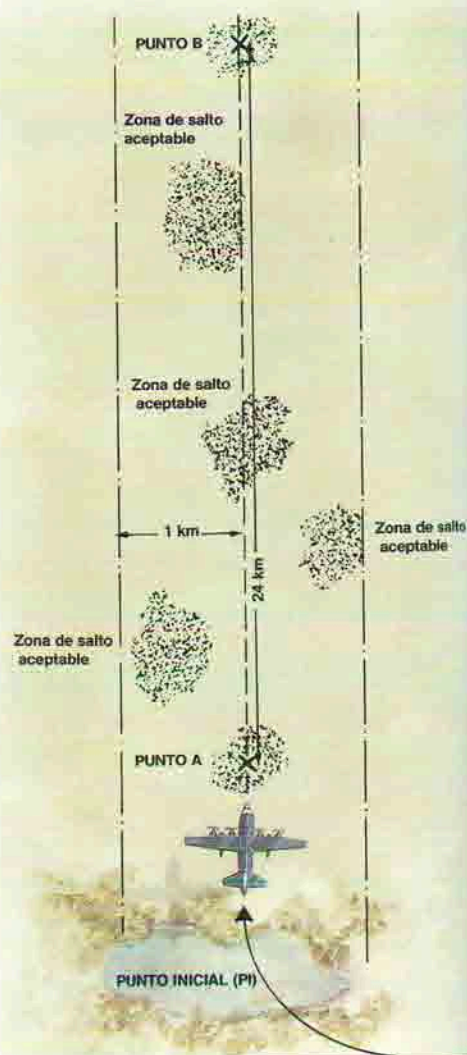 PUNTO B
Zona de salto
aceptable
Zona de salto
aceptable
1 km
Zona de salto
aceptable
24 km
Zona de salto
aceptable
PUNTO A
PUNTO INICIAL (PI)